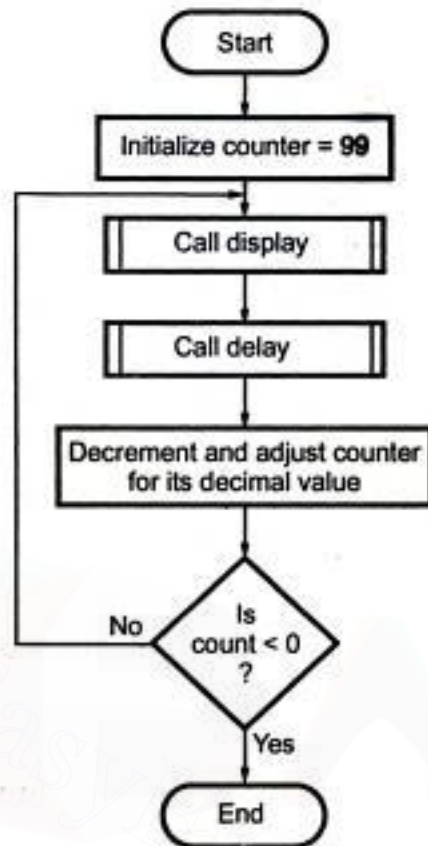 Start
Initialize counter = 99
Call display
Call delay
Decrement and adjust counter
for its decimal value
Is
count < 0
?
No
Yes
End